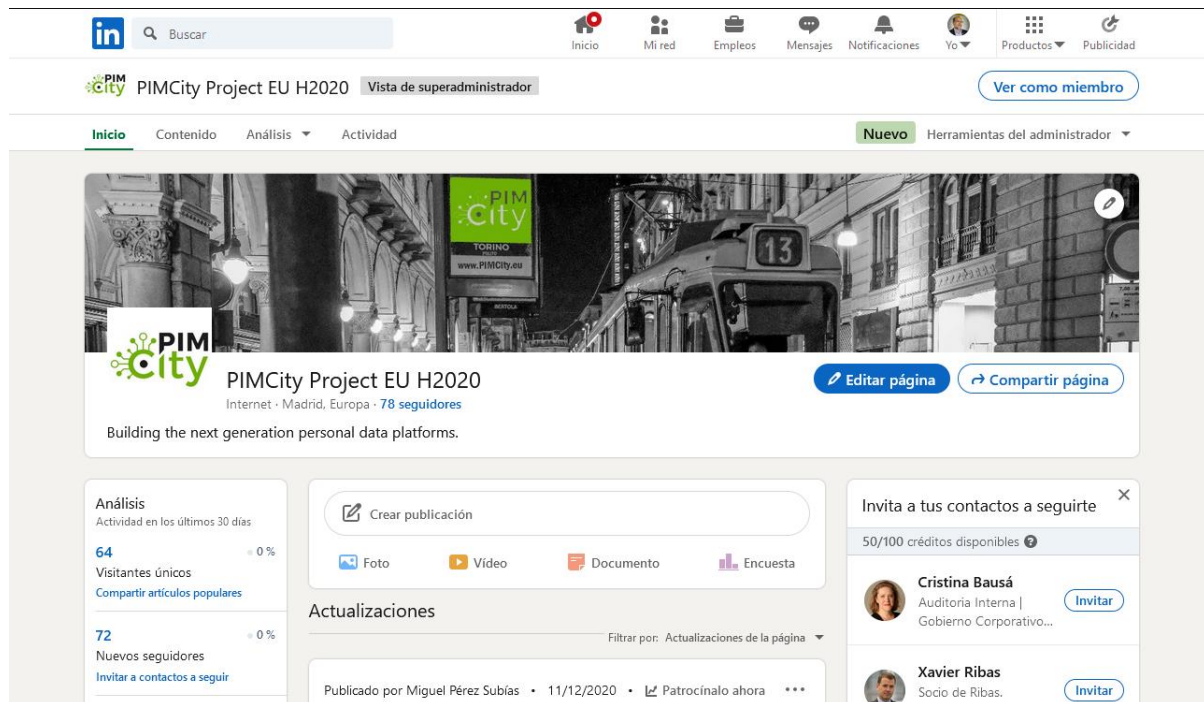 in
Buscar
Inicio
Mi red
Empleos
Mensajes
Notificaciones
Yo
Productos
Publicidad
PIM
City
PIMCity Project EU H2020
Vista de superadministrador
Ver como miembro
Inicio
Contenido
Análisis
Actividad
Nuevo
Herramientas del administrador
PIM
City
TORINO
www.PIMCity.eu
BERTOLA
13
PIM
City
PIMCity Project EU H2020
Internet · Madrid, Europa · 78 seguidores
Editar página
Compartir página
Building the next generation personal data platforms.
Análisis
Actividad en los últimos 30 días
64
0 %
Visitantes únicos
Compartir artículos populares
72
0 %
Nuevos seguidores
Invitar a contactos a seguir
Crear publicación
Foto
Vídeo
Documento
Encuesta
Actualizaciones
Filtrar por: Actualizaciones de la página
Publicado por Miguel Pérez Subías • 11/12/2020 • Patrocínalo ahora
Invita a tus contactos a seguirte
50/100 créditos disponibles
Cristina Bausá
Auditoria Interna |
Gobierno Corporativo...
Invitar
Xavier Ribas
Socio de Ribas.
Invitar